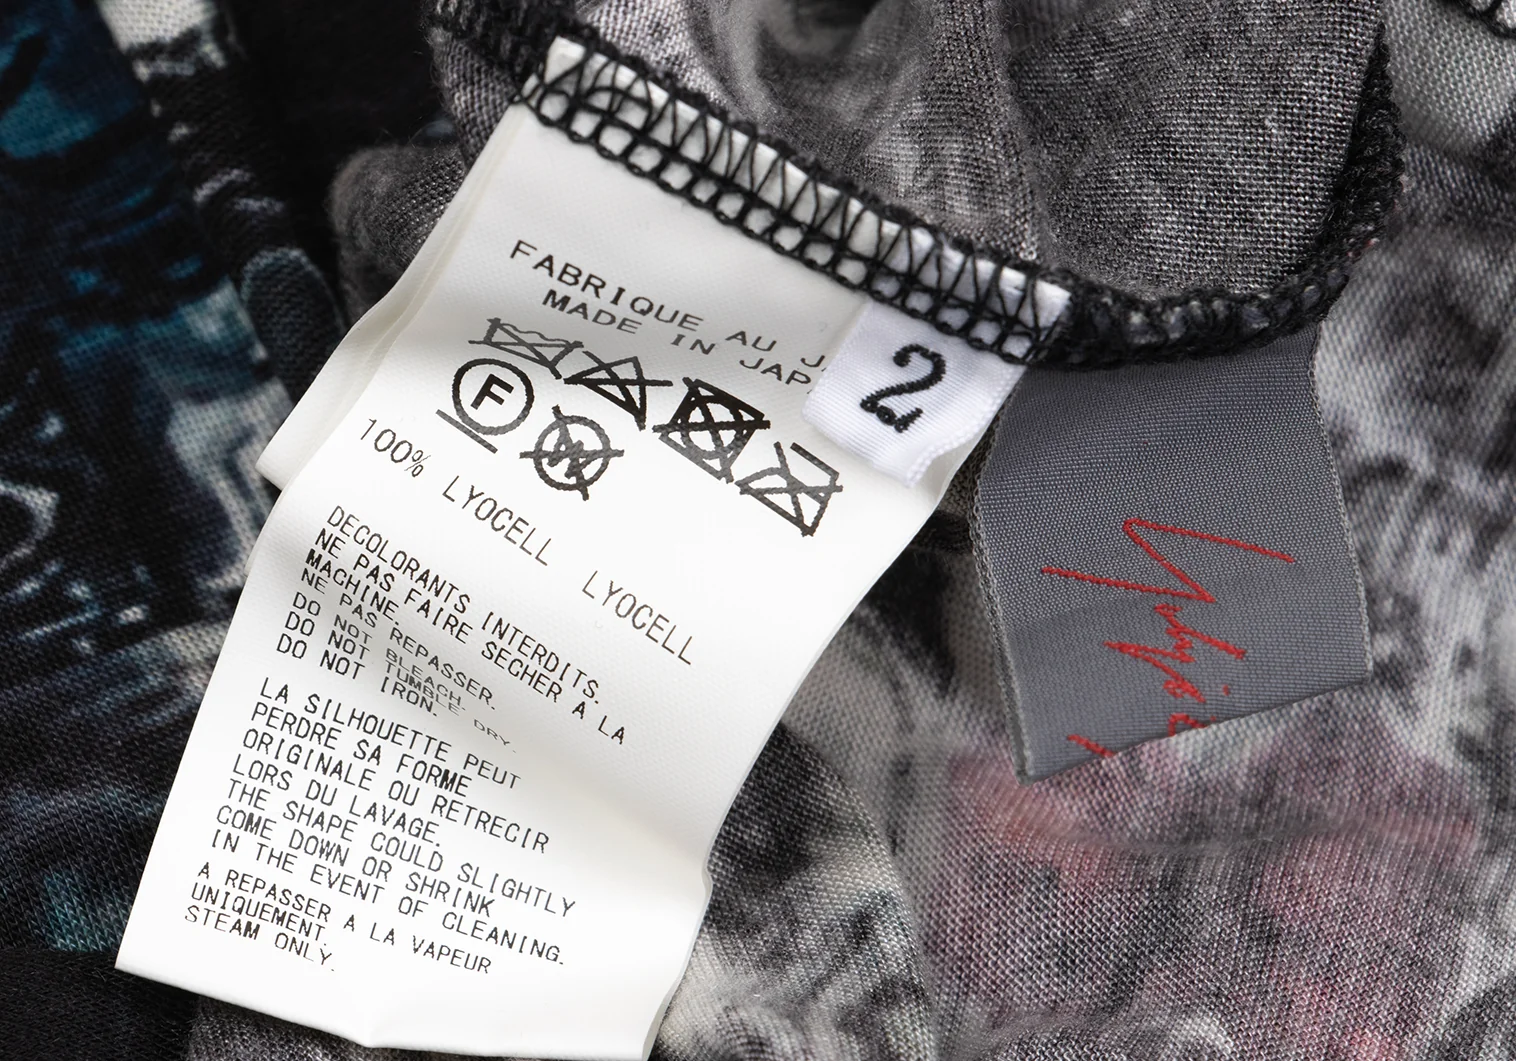 FABRIQUE AU J
MADE IN JAP
2
F
W
100% LYOCELL LYOCELL
DECOLORANTS INTERDITS.
NE PAS FAIRE SECHER A LA
MACHINE.
NE PAS REPASSER.
DO NOT BLEACH.
DO NOT TUMBLE DRY.
DO NOT IRON.
LA SILHOUETTE PEUT
PERDRE SA FORME
ORIGINALE OU RETRECIR
LORS DU LAVAGE.
THE SHAPE COULD SLIGHTLY
COME DOWN OR SHRINK
IN THE EVENT OF CLEANING.
A REPASSER A LA VAPEUR
UNIQUEMENT.
STEAM ONLY.
Yohji